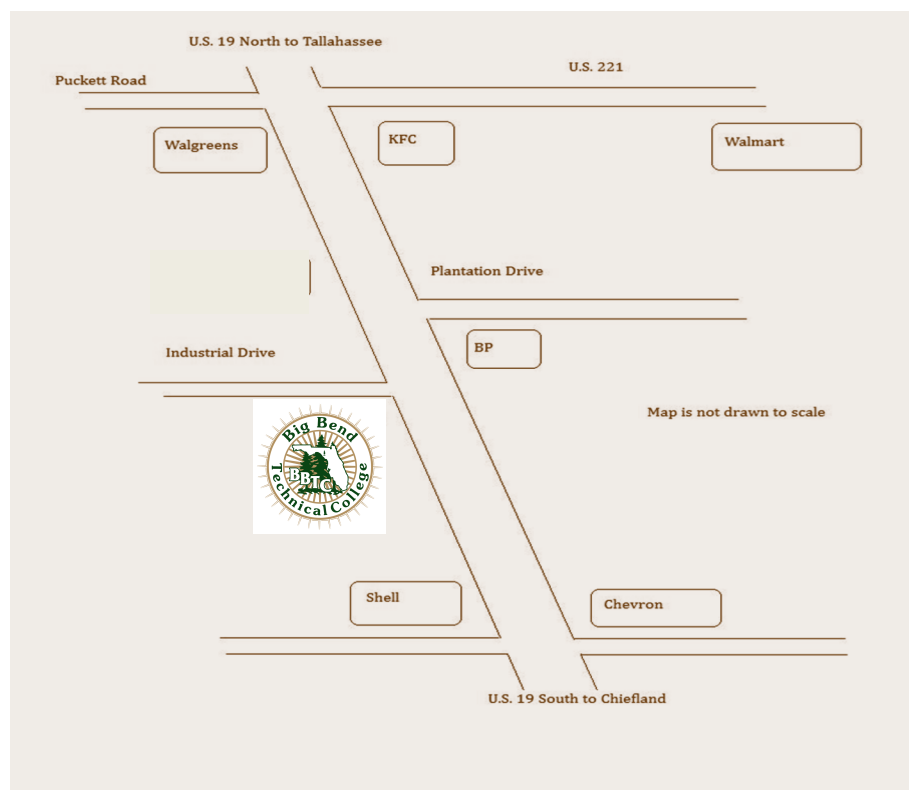 U.S. 19 North to Tallahassee
U.S. 221
Puckett Road
Walgreens
KFC
Walmart
Plantation Drive
Industrial Drive
BP
Map is not drawn to scale
Big Bend
BBTC
Technical College
Shell
Chevron
U.S. 19 South to Chiefland